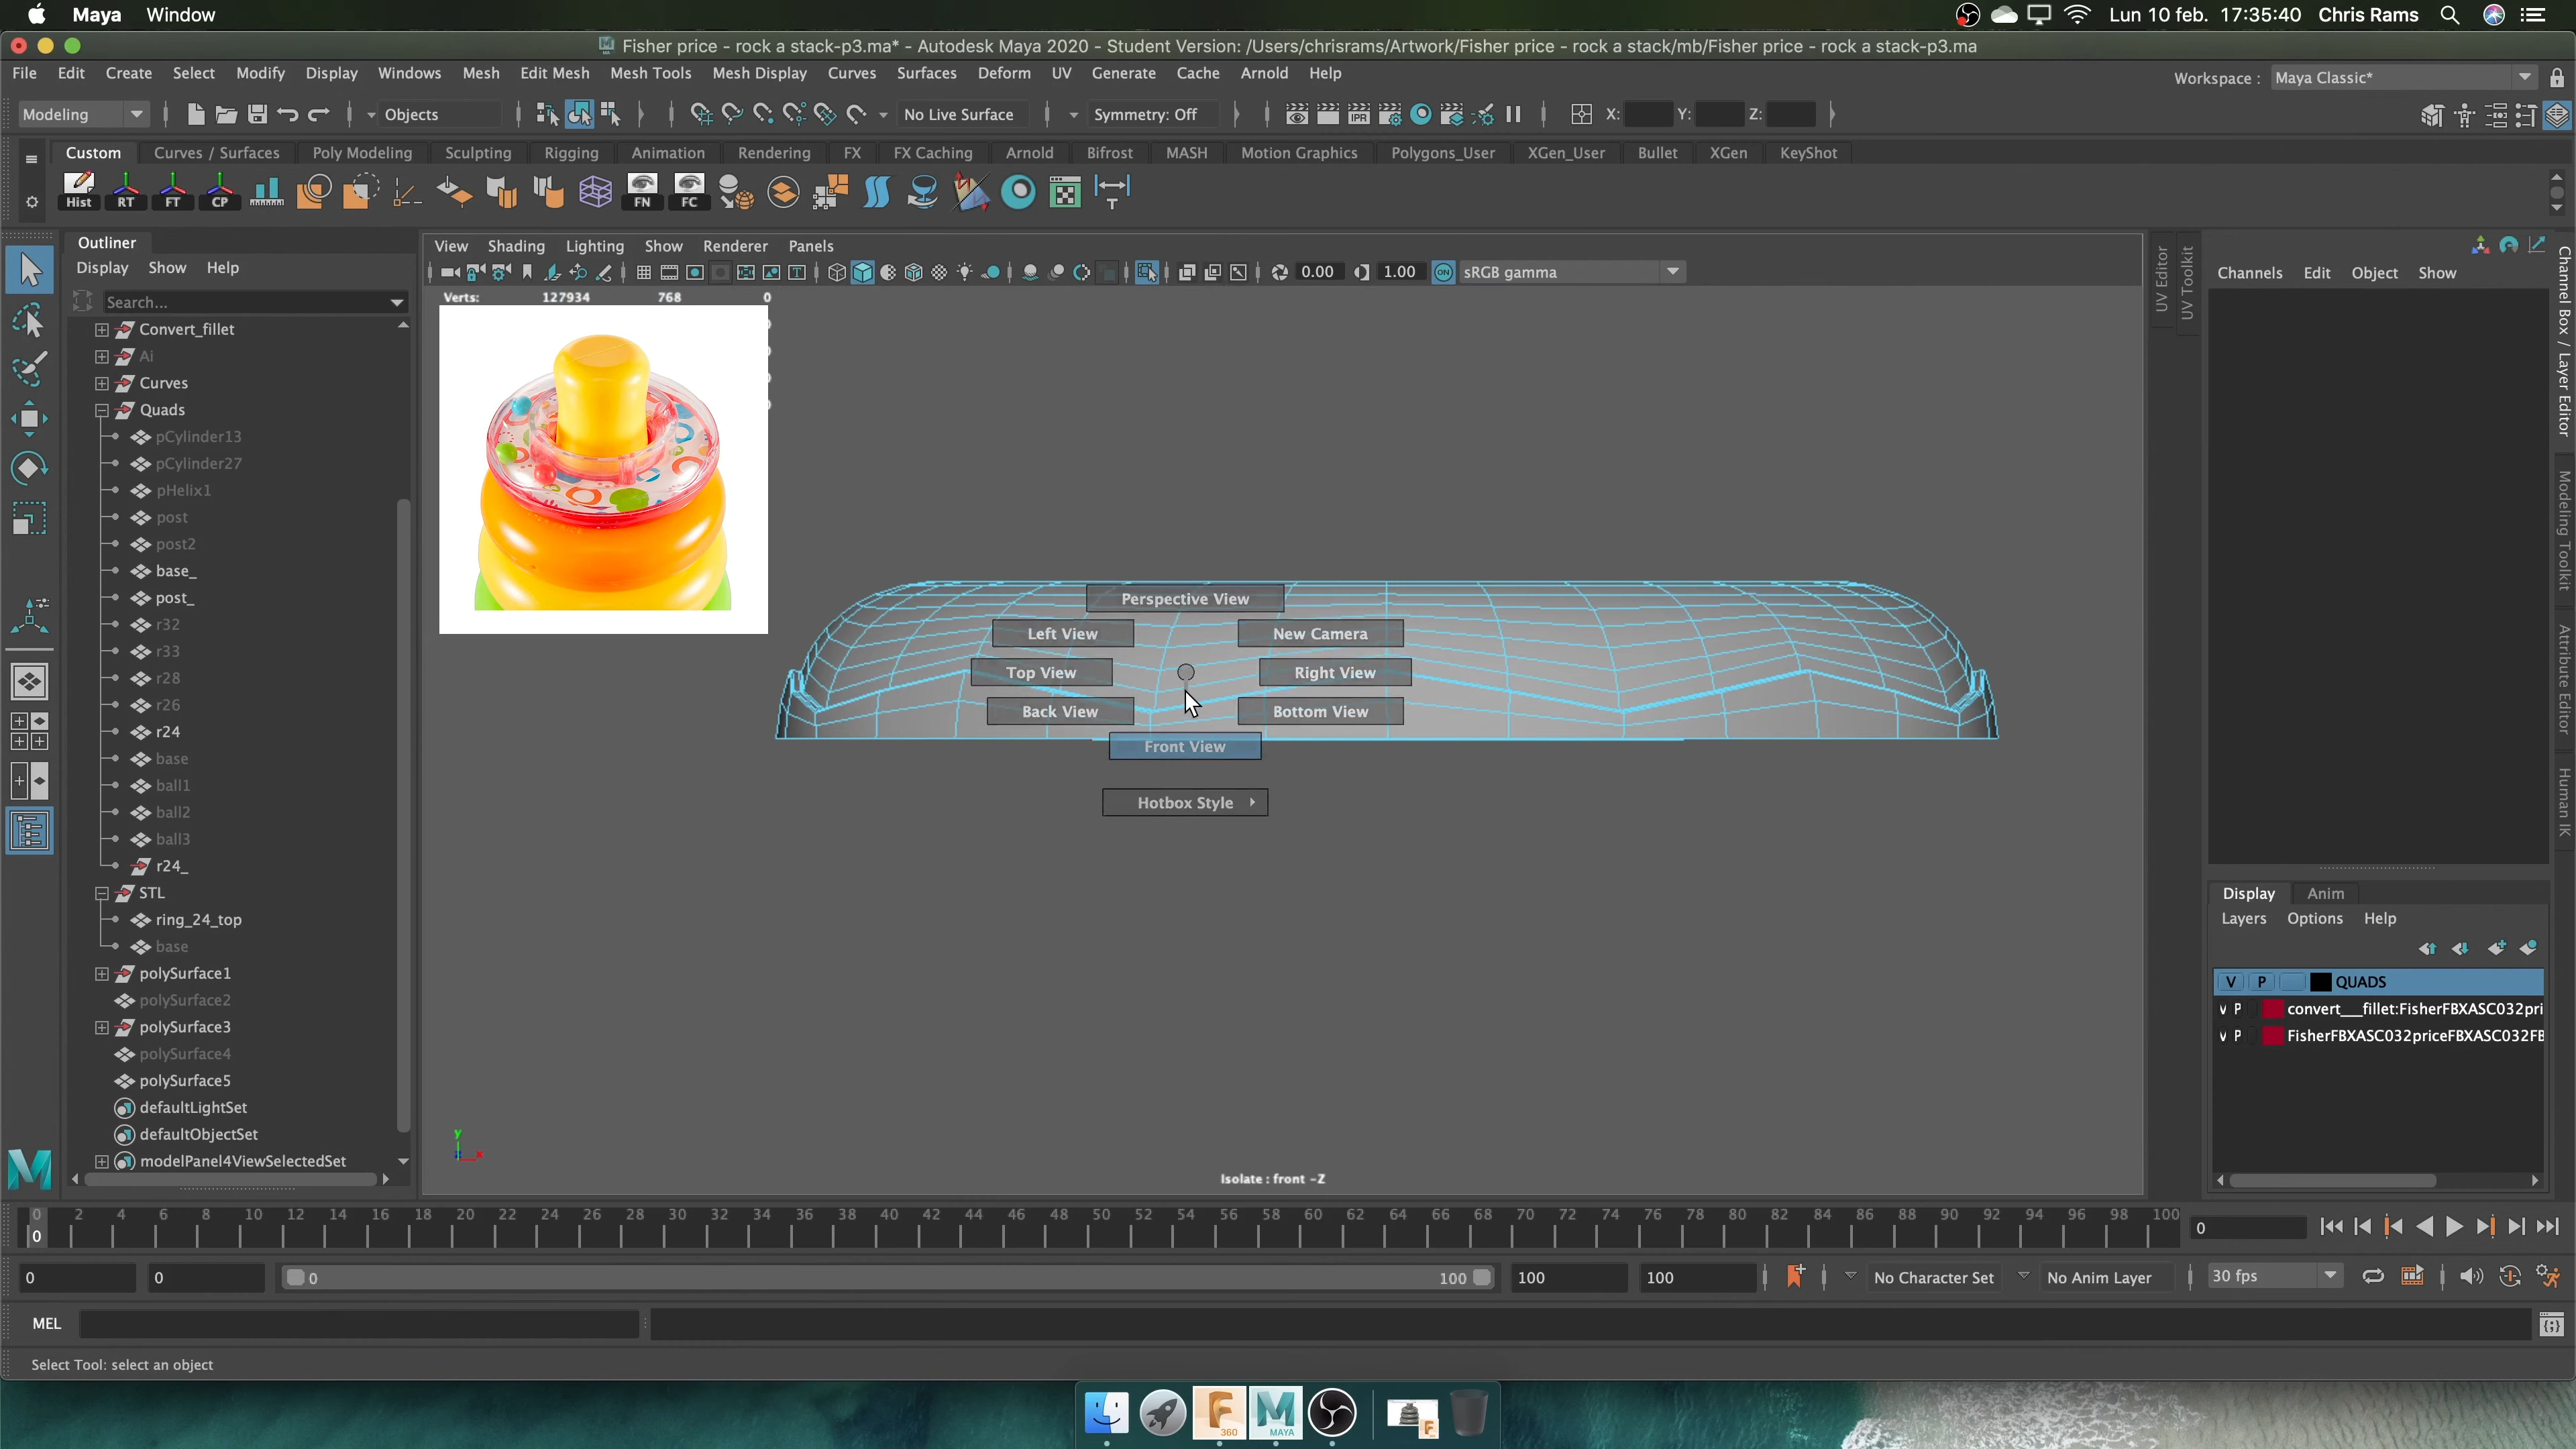 Maya Window
Lun 10 feb. 17:35:40 Chris Rams
Fisher price - rock a stack-p3.ma* - Autodesk Maya 2020 - Student Version: /Users/chrisrams/Artwork/Fisher price - rock a stack/mb/Fisher price - rock a stack-p3.ma
File Edit Create Select Modify Display Windows Mesh Edit Mesh Mesh Tools Mesh Display Curves Surfaces Deform UV Generate Cache Arnold Help
Workspace : Maya Classic*
Modeling Objects No Live Surface Symmetry: Off IPR X: Y: Z:
Custom Curves / Surfaces Poly Modeling Sculpting Rigging Animation Rendering FX FX Caching Arnold Bifrost MASH Motion Graphics Polygons_User XGen_User Bullet XGen KeyShot
Hist RT FT CP FN FC T
Outliner
Display Show Help
Search...
Convert_fillet
Ai
Curves
Quads
pCylinder13
pCylinder27
pHelix1
post
post2
base_
post_
r32
r33
r28
r26
r24
base
ball1
ball2
ball3
r24_
STL
ring_24_top
base
polySurface1
polySurface2
polySurface3
polySurface4
polySurface5
defaultLightSet
defaultObjectSet
modelPanel4ViewSelectedSet
View Shading Lighting Show Renderer Panels
0.00 1.00 ON sRGB gamma
Verts: 127934 768 0
Perspective View
Left View New Camera
Top View Right View
Back View Bottom View
Front View
Hotbox Style
y
x
Isolate : front -Z
UV Editor
UV Toolkit
Channels Edit Object Show
Channel Box / Layer Editor
Modeling Toolkit
Attribute Editor
Human IK
Display Anim
Layers Options Help
V P QUADS
V P convert___fillet:FisherFBXASC032pri
V P FisherFBXASC032priceFBXASC032FB
0 2 4 6 8 10 12 14 16 18 20 22 24 26 28 30 32 34 36 38 40 42 44 46 48 50 52 54 56 58 60 62 64 66 68 70 72 74 76 78 80 82 84 86 88 90 92 94 96 98 100
0
0
0 0 0 100 100 100 No Character Set No Anim Layer 30 fps
MEL
Select Tool: select an object
360 MAYA